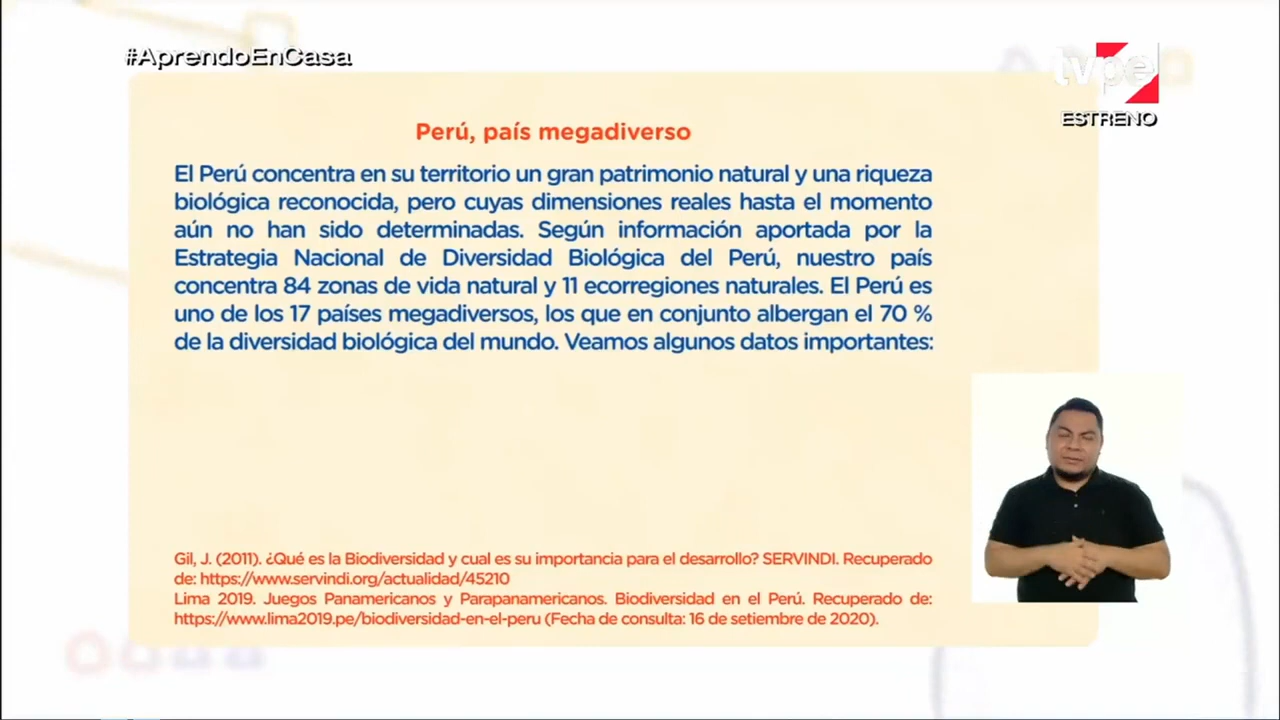 #AprendoEnCasa
tvpe
ESTRENO
Perú, país megadiverso
El Perú concentra en su territorio un gran patrimonio natural y una riqueza
biológica reconocida, pero cuyas dimensiones reales hasta el momento
aún no han sido determinadas. Según información aportada por la
Estrategia Nacional de Diversidad Biológica del Perú, nuestro país
concentra 84 zonas de vida natural y 11 ecorregiones naturales. El Perú es
uno de los 17 países megadiversos, los que en conjunto albergan el 70 %
de la diversidad biológica del mundo. Veamos algunos datos importantes:
Gil, J. (2011). ¿Qué es la Biodiversidad y cual es su importancia para el desarrollo? SERVINDI. Recuperado
de: https://www.servindi.org/actualidad/45210
Lima 2019. Juegos Panamericanos y Parapanamericanos. Biodiversidad en el Perú. Recuperado de:
https://www.lima2019.pe/biodiversidad-en-el-peru (Fecha de consulta: 16 de setiembre de 2020).